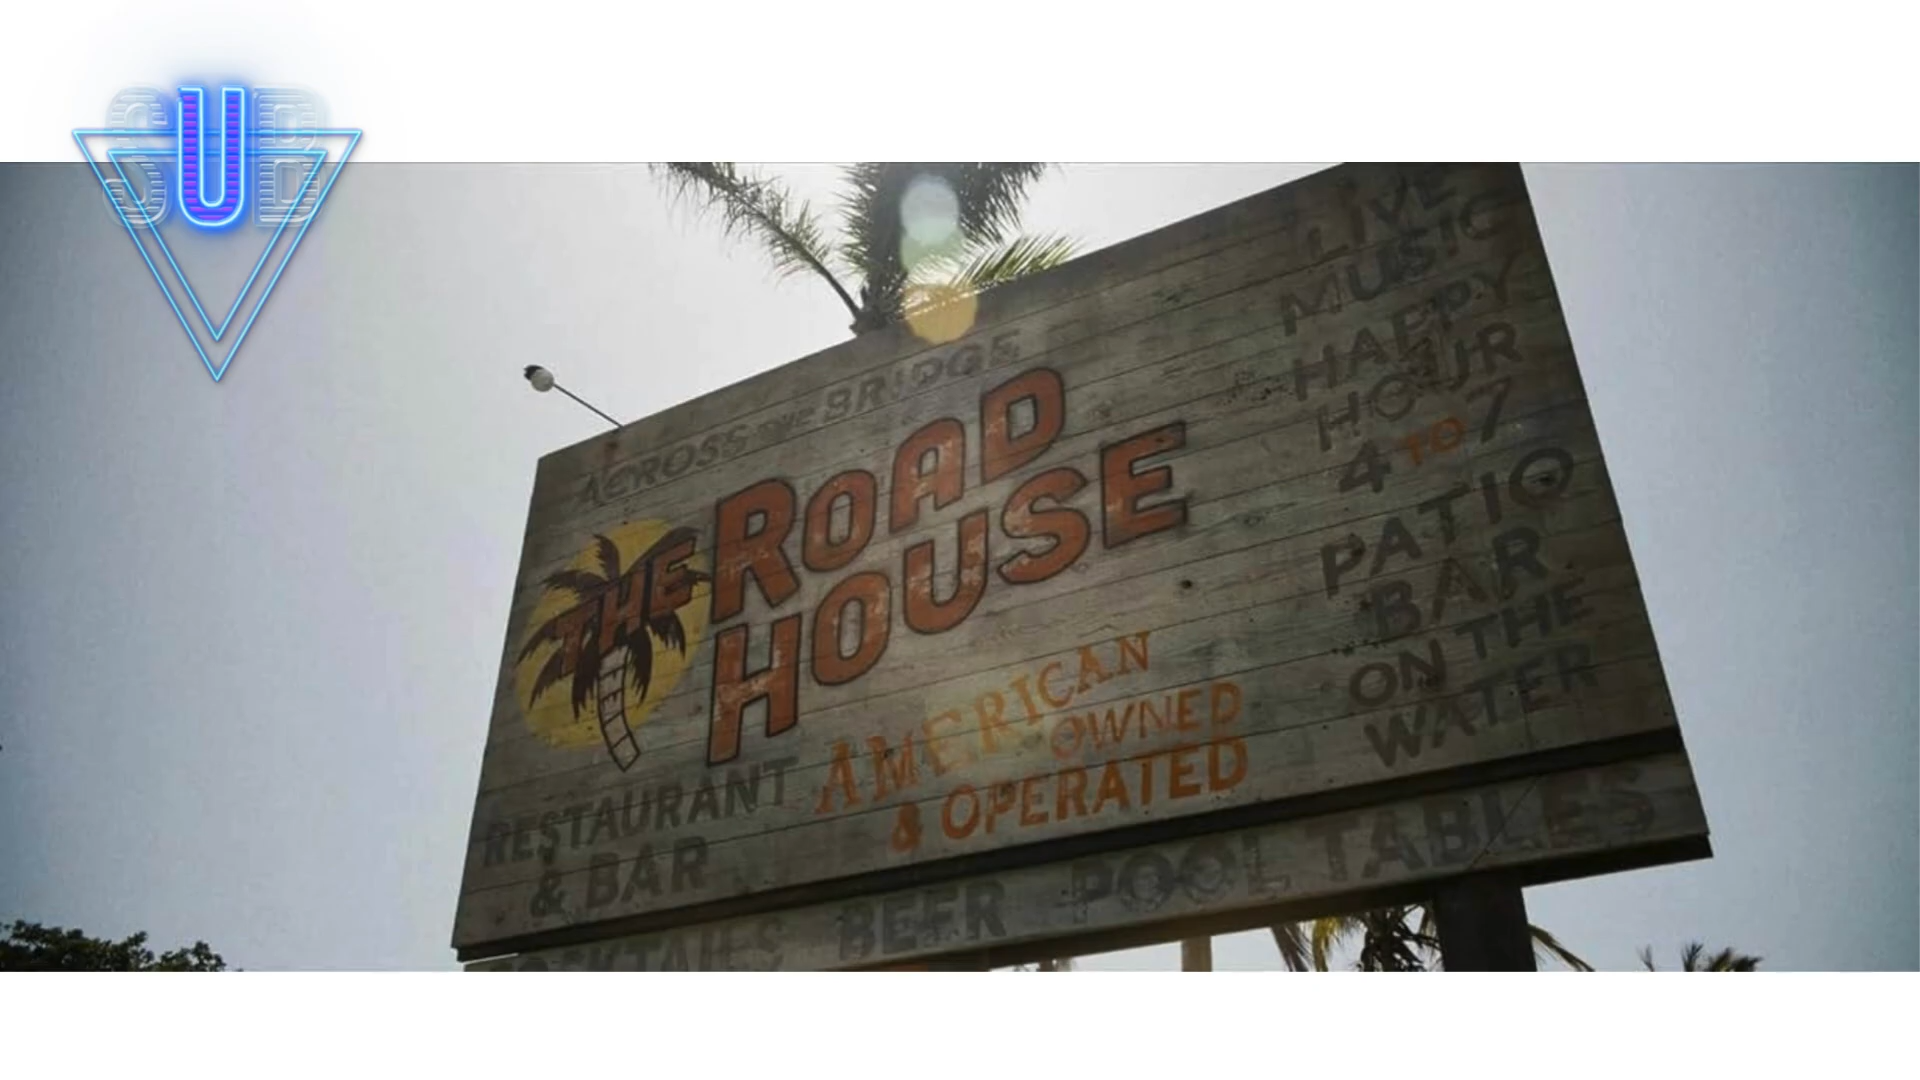 SUB
ACROSS THE BRIDGE
THE ROAD
HOUSE
AMERICAN
OWNED
& OPERATED
RESTAURANT
& BAR
LIVE
MUSIC
HAPPY
HOUR
4 TO 7
PATIO
BAR
ON THE
WATER
COCKTAILS BEER POOL TABLES